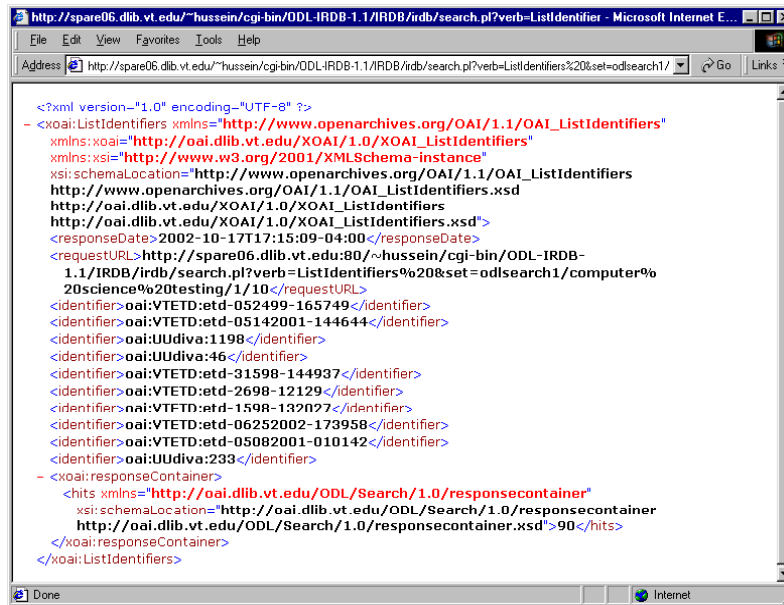 http://spare06.dlib.vt.edu/~hussein/cgi-bin/ODL-IRDB-1.1/IRDB/irdb/search.pl?verb=ListIdentifier - Microsoft Internet E...
File Edit View Favorites Tools Help
Address http://spare06.dlib.vt.edu/~hussein/cgi-bin/ODL-IRDB-1.1/IRDB/irdb/search.pl?verb=ListIdentifiers%20&set=odlsearch1/ Go Links
<?xml version="1.0" encoding="UTF-8" ?>
- <xoai:ListIdentifiers xmlns="http://www.openarchives.org/OAI/1.1/OAI_ListIdentifiers"
xmlns:xoai="http://oai.dlib.vt.edu/XOAI/1.0/XOAI_ListIdentifiers"
xmlns:xsi="http://www.w3.org/2001/XMLSchema-instance"
xsi:schemaLocation="http://www.openarchives.org/OAI/1.1/OAI_ListIdentifiers
http://www.openarchives.org/OAI/1.1/OAI_ListIdentifiers.xsd
http://oai.dlib.vt.edu/XOAI/1.0/XOAI_ListIdentifiers
http://oai.dlib.vt.edu/XOAI/1.0/XOAI_ListIdentifiers.xsd">
<responseDate>2002-10-17T17:15:09-04:00</responseDate>
<requestURL>http://spare06.dlib.vt.edu:80/~hussein/cgi-bin/ODL-IRDB-
1.1/IRDB/irdb/search.pl?verb=ListIdentifiers%20&set=odlsearch1/computer%
20science%20testing/1/10</requestURL>
<identifier>oai:VTETD:etd-052499-165749</identifier>
<identifier>oai:VTETD:etd-05142001-144644</identifier>
<identifier>oai:UUdiva:1198</identifier>
<identifier>oai:UUdiva:46</identifier>
<identifier>oai:VTETD:etd-31598-144937</identifier>
<identifier>oai:VTETD:etd-2698-12129</identifier>
<identifier>oai:VTETD:etd-1598-132027</identifier>
<identifier>oai:VTETD:etd-06252002-173958</identifier>
<identifier>oai:VTETD:etd-05082001-010142</identifier>
<identifier>oai:UUdiva:233</identifier>
- <xoai:responseContainer>
<hits xmlns="http://oai.dlib.vt.edu/ODL/Search/1.0/responsecontainer"
xsi:schemaLocation="http://oai.dlib.vt.edu/ODL/Search/1.0/responsecontainer
http://oai.dlib.vt.edu/ODL/Search/1.0/responsecontainer.xsd">90</hits>
</xoai:responseContainer>
</xoai:ListIdentifiers>
Done Internet